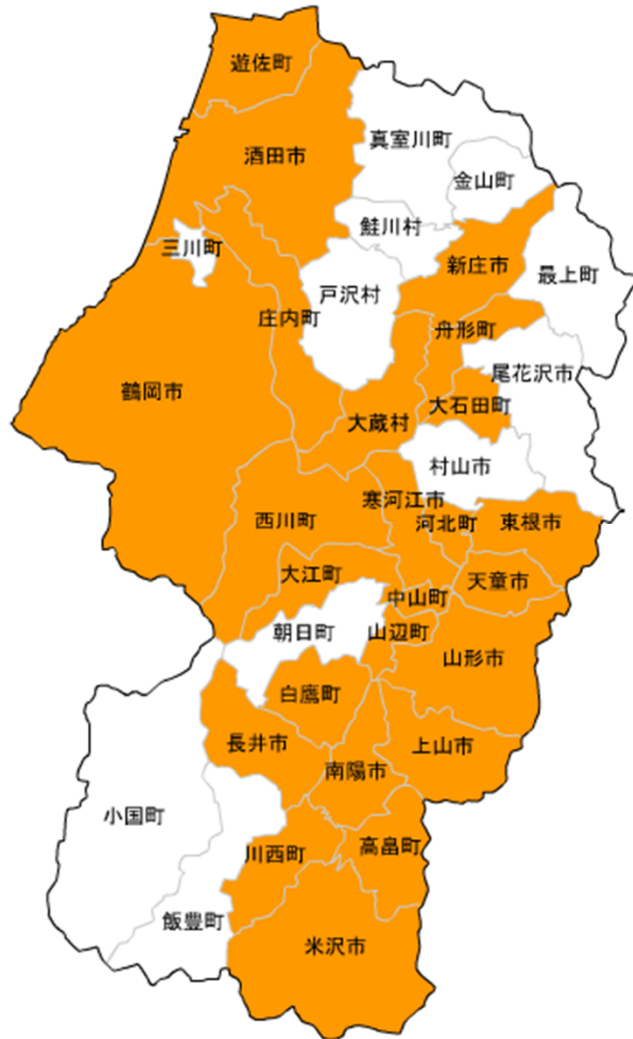 遊佐町
真室川町
酒田市
金山町
鮭川村
三川町
新庄市
最上町
戸沢村
庄内町
舟形町
尾花沢市
鶴岡市
大石田町
大蔵村
村山市
寒河江市
西川町
河北町
東根市
大江町
天童市
中山町
朝日町
山辺町
山形市
白鷹町
長井市
上山市
南陽市
小国町
高畠町
川西町
飯豊町
米沢市